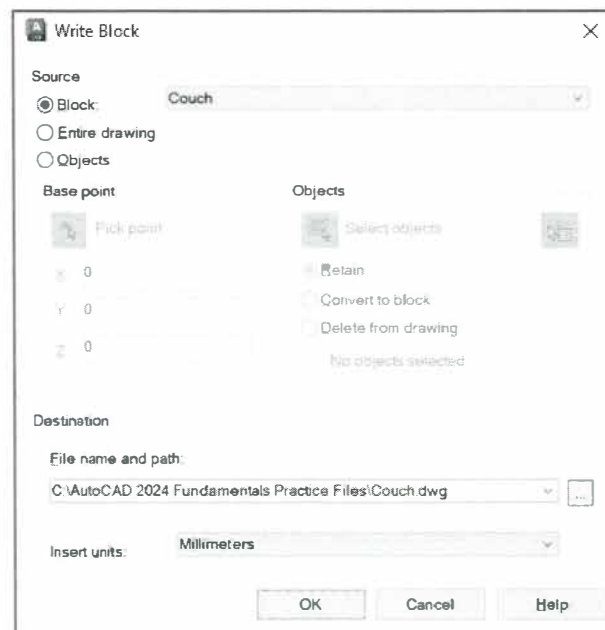 Write Block
Source
Block:
Couch
Entire drawing
Objects
Base point
Pick point
X 0
Y 0
Z 0
Objects
Select objects
Retain
Convert to block
Delete from drawing
No objects selected
Destination
File name and path:
C:\AutoCAD 2024 Fundamentals Practice Files\Couch.dwg
...
Insert units:
Millimeters
OK
Cancel
Help